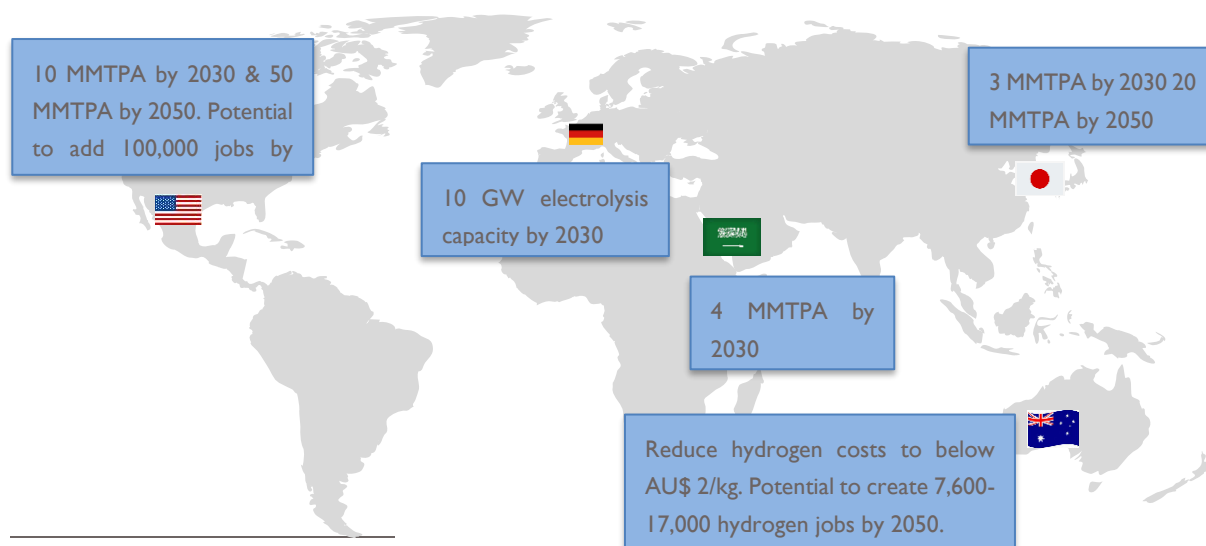 10 MMTPA by 2030 & 50
MMTPA by 2050. Potential
to add 100,000 jobs by
3 MMTPA by 2030 20
MMTPA by 2050
10 GW electrolysis
capacity by 2030
4 MMTPA by
2030
Reduce hydrogen costs to below
AU$ 2/kg. Potential to create 7,600-
17,000 hydrogen jobs by 2050.